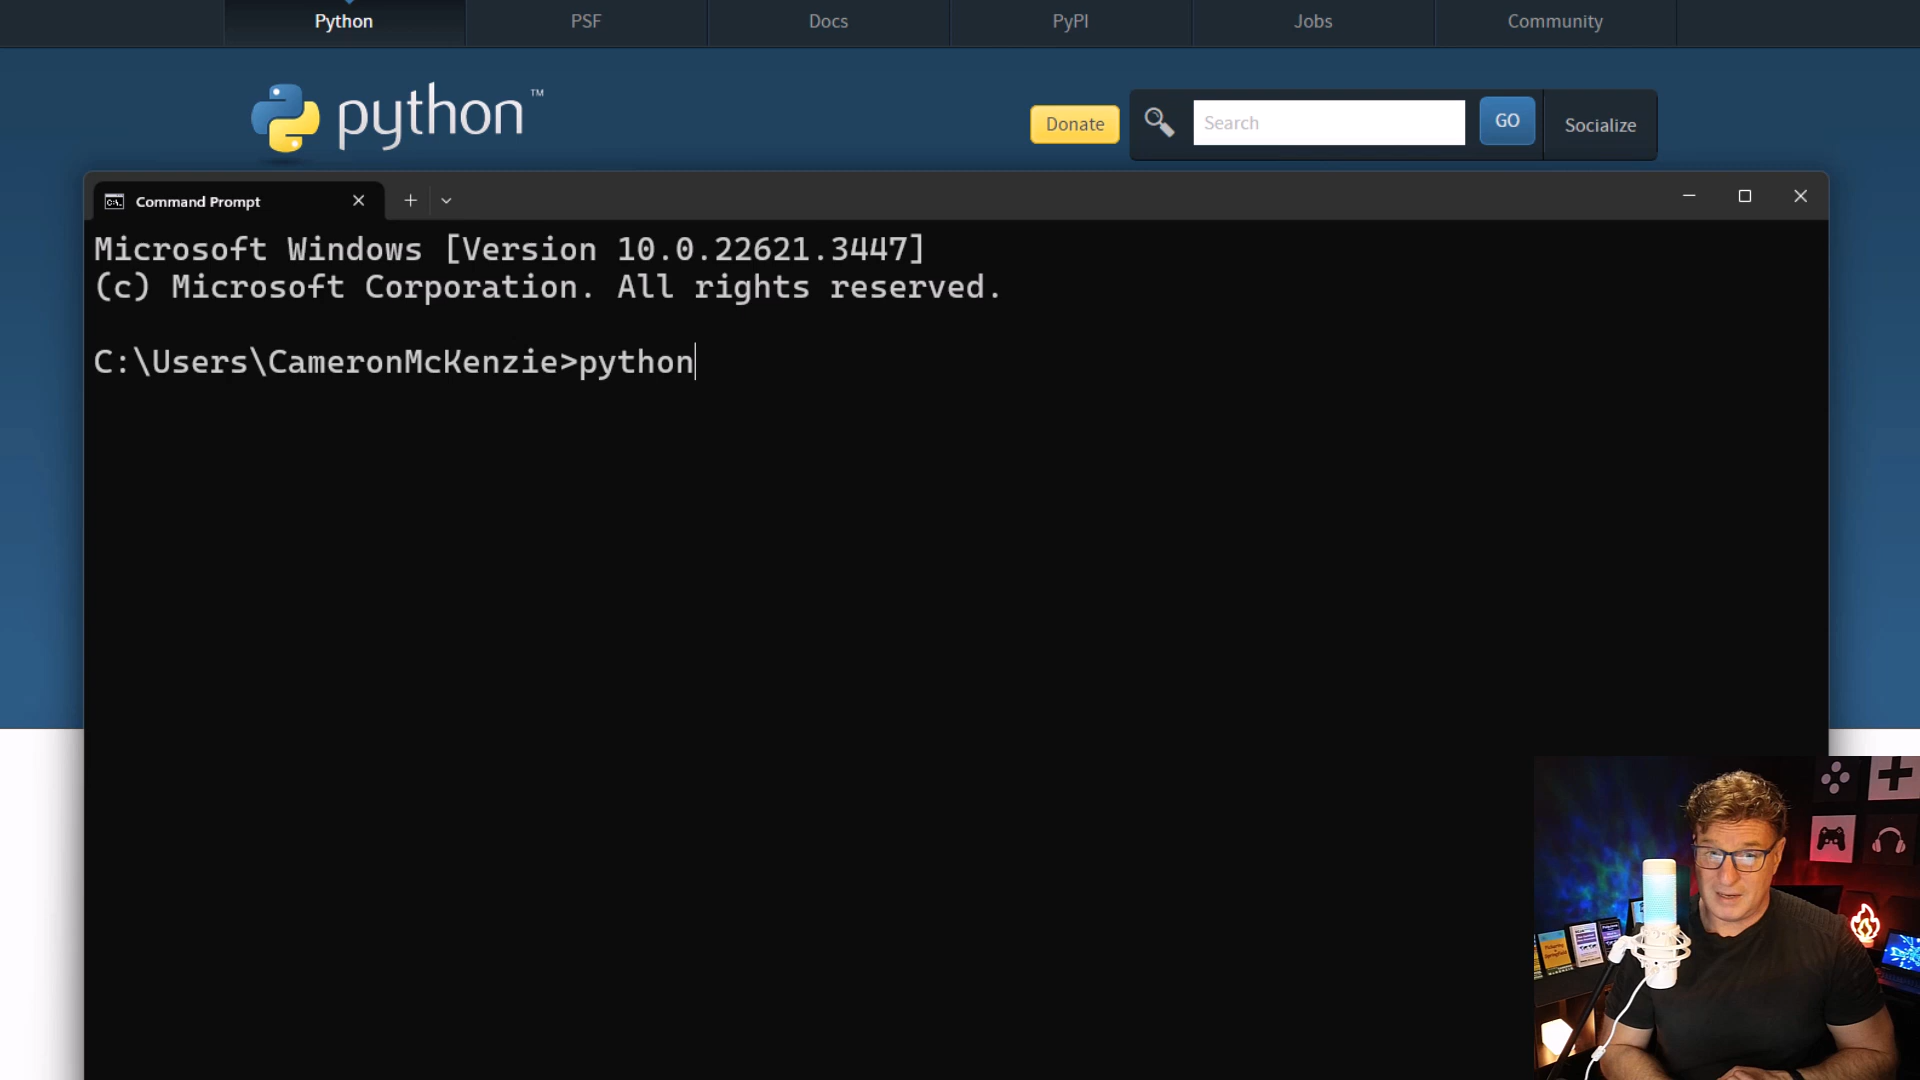 Python
PSF
Docs
PyPI
Jobs
Community
python™
Donate
Search
GO
Socialize
Command Prompt
Microsoft Windows [Version 10.0.22621.3447]
(c) Microsoft Corporation. All rights reserved.
C:\Users\CameronMcKenzie>python